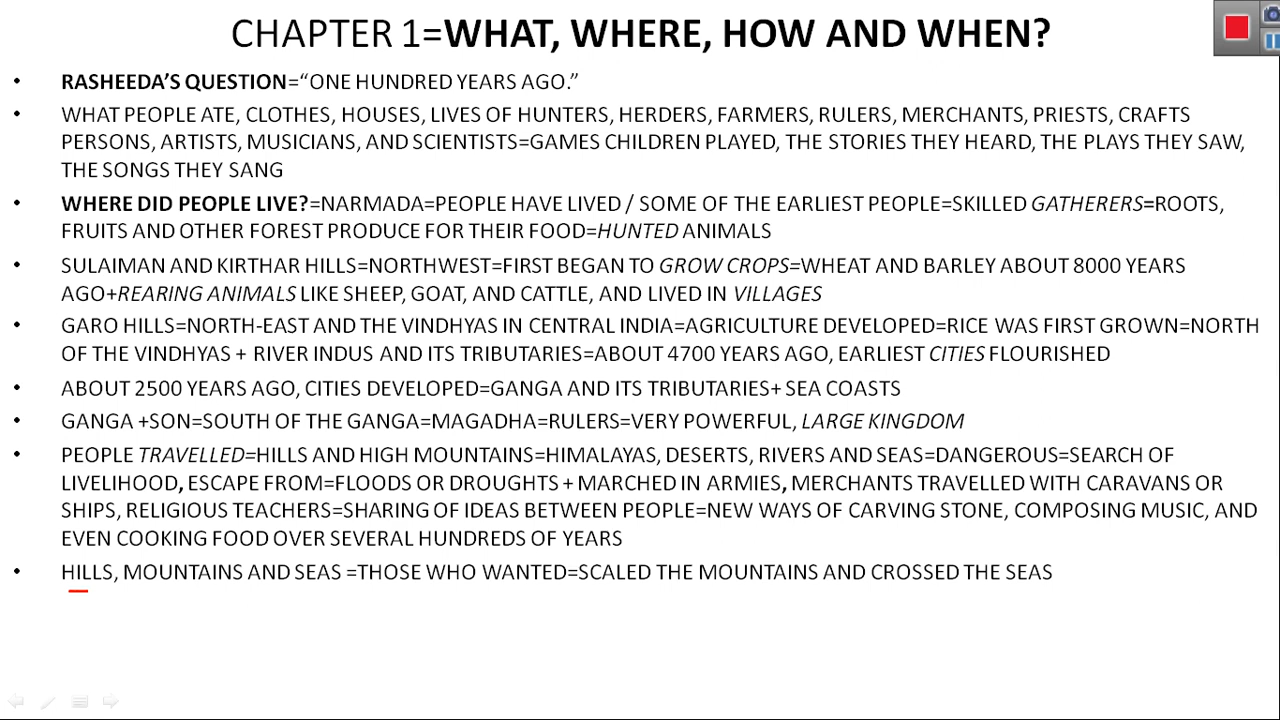 CHAPTER 1=WHAT, WHERE, HOW AND WHEN?
• RASHEEDA'S QUESTION=“ONE HUNDRED YEARS AGO.”
• WHAT PEOPLE ATE, CLOTHES, HOUSES, LIVES OF HUNTERS, HERDERS, FARMERS, RULERS, MERCHANTS, PRIESTS, CRAFTS
PERSONS, ARTISTS, MUSICIANS, AND SCIENTISTS=GAMES CHILDREN PLAYED, THE STORIES THEY HEARD, THE PLAYS THEY SAW,
THE SONGS THEY SANG
• WHERE DID PEOPLE LIVE?=NARMADA=PEOPLE HAVE LIVED / SOME OF THE EARLIEST PEOPLE=SKILLED GATHERERS=ROOTS,
FRUITS AND OTHER FOREST PRODUCE FOR THEIR FOOD=HUNTED ANIMALS
• SULAIMAN AND KIRTHAR HILLS=NORTHWEST=FIRST BEGAN TO GROW CROPS=WHEAT AND BARLEY ABOUT 8000 YEARS
AGO+REARING ANIMALS LIKE SHEEP, GOAT, AND CATTLE, AND LIVED IN VILLAGES
• GARO HILLS=NORTH-EAST AND THE VINDHYAS IN CENTRAL INDIA=AGRICULTURE DEVELOPED=RICE WAS FIRST GROWN=NORTH
OF THE VINDHYAS + RIVER INDUS AND ITS TRIBUTARIES=ABOUT 4700 YEARS AGO, EARLIEST CITIES FLOURISHED
• ABOUT 2500 YEARS AGO, CITIES DEVELOPED=GANGA AND ITS TRIBUTARIES+ SEA COASTS
• GANGA +SON=SOUTH OF THE GANGA=MAGADHA=RULERS=VERY POWERFUL, LARGE KINGDOM
• PEOPLE TRAVELLED=HILLS AND HIGH MOUNTAINS=HIMALAYAS, DESERTS, RIVERS AND SEAS=DANGEROUS=SEARCH OF
LIVELIHOOD, ESCAPE FROM=FLOODS OR DROUGHTS + MARCHED IN ARMIES, MERCHANTS TRAVELLED WITH CARAVANS OR
SHIPS, RELIGIOUS TEACHERS=SHARING OF IDEAS BETWEEN PEOPLE=NEW WAYS OF CARVING STONE, COMPOSING MUSIC, AND
EVEN COOKING FOOD OVER SEVERAL HUNDREDS OF YEARS
• HILLS, MOUNTAINS AND SEAS =THOSE WHO WANTED=SCALED THE MOUNTAINS AND CROSSED THE SEAS